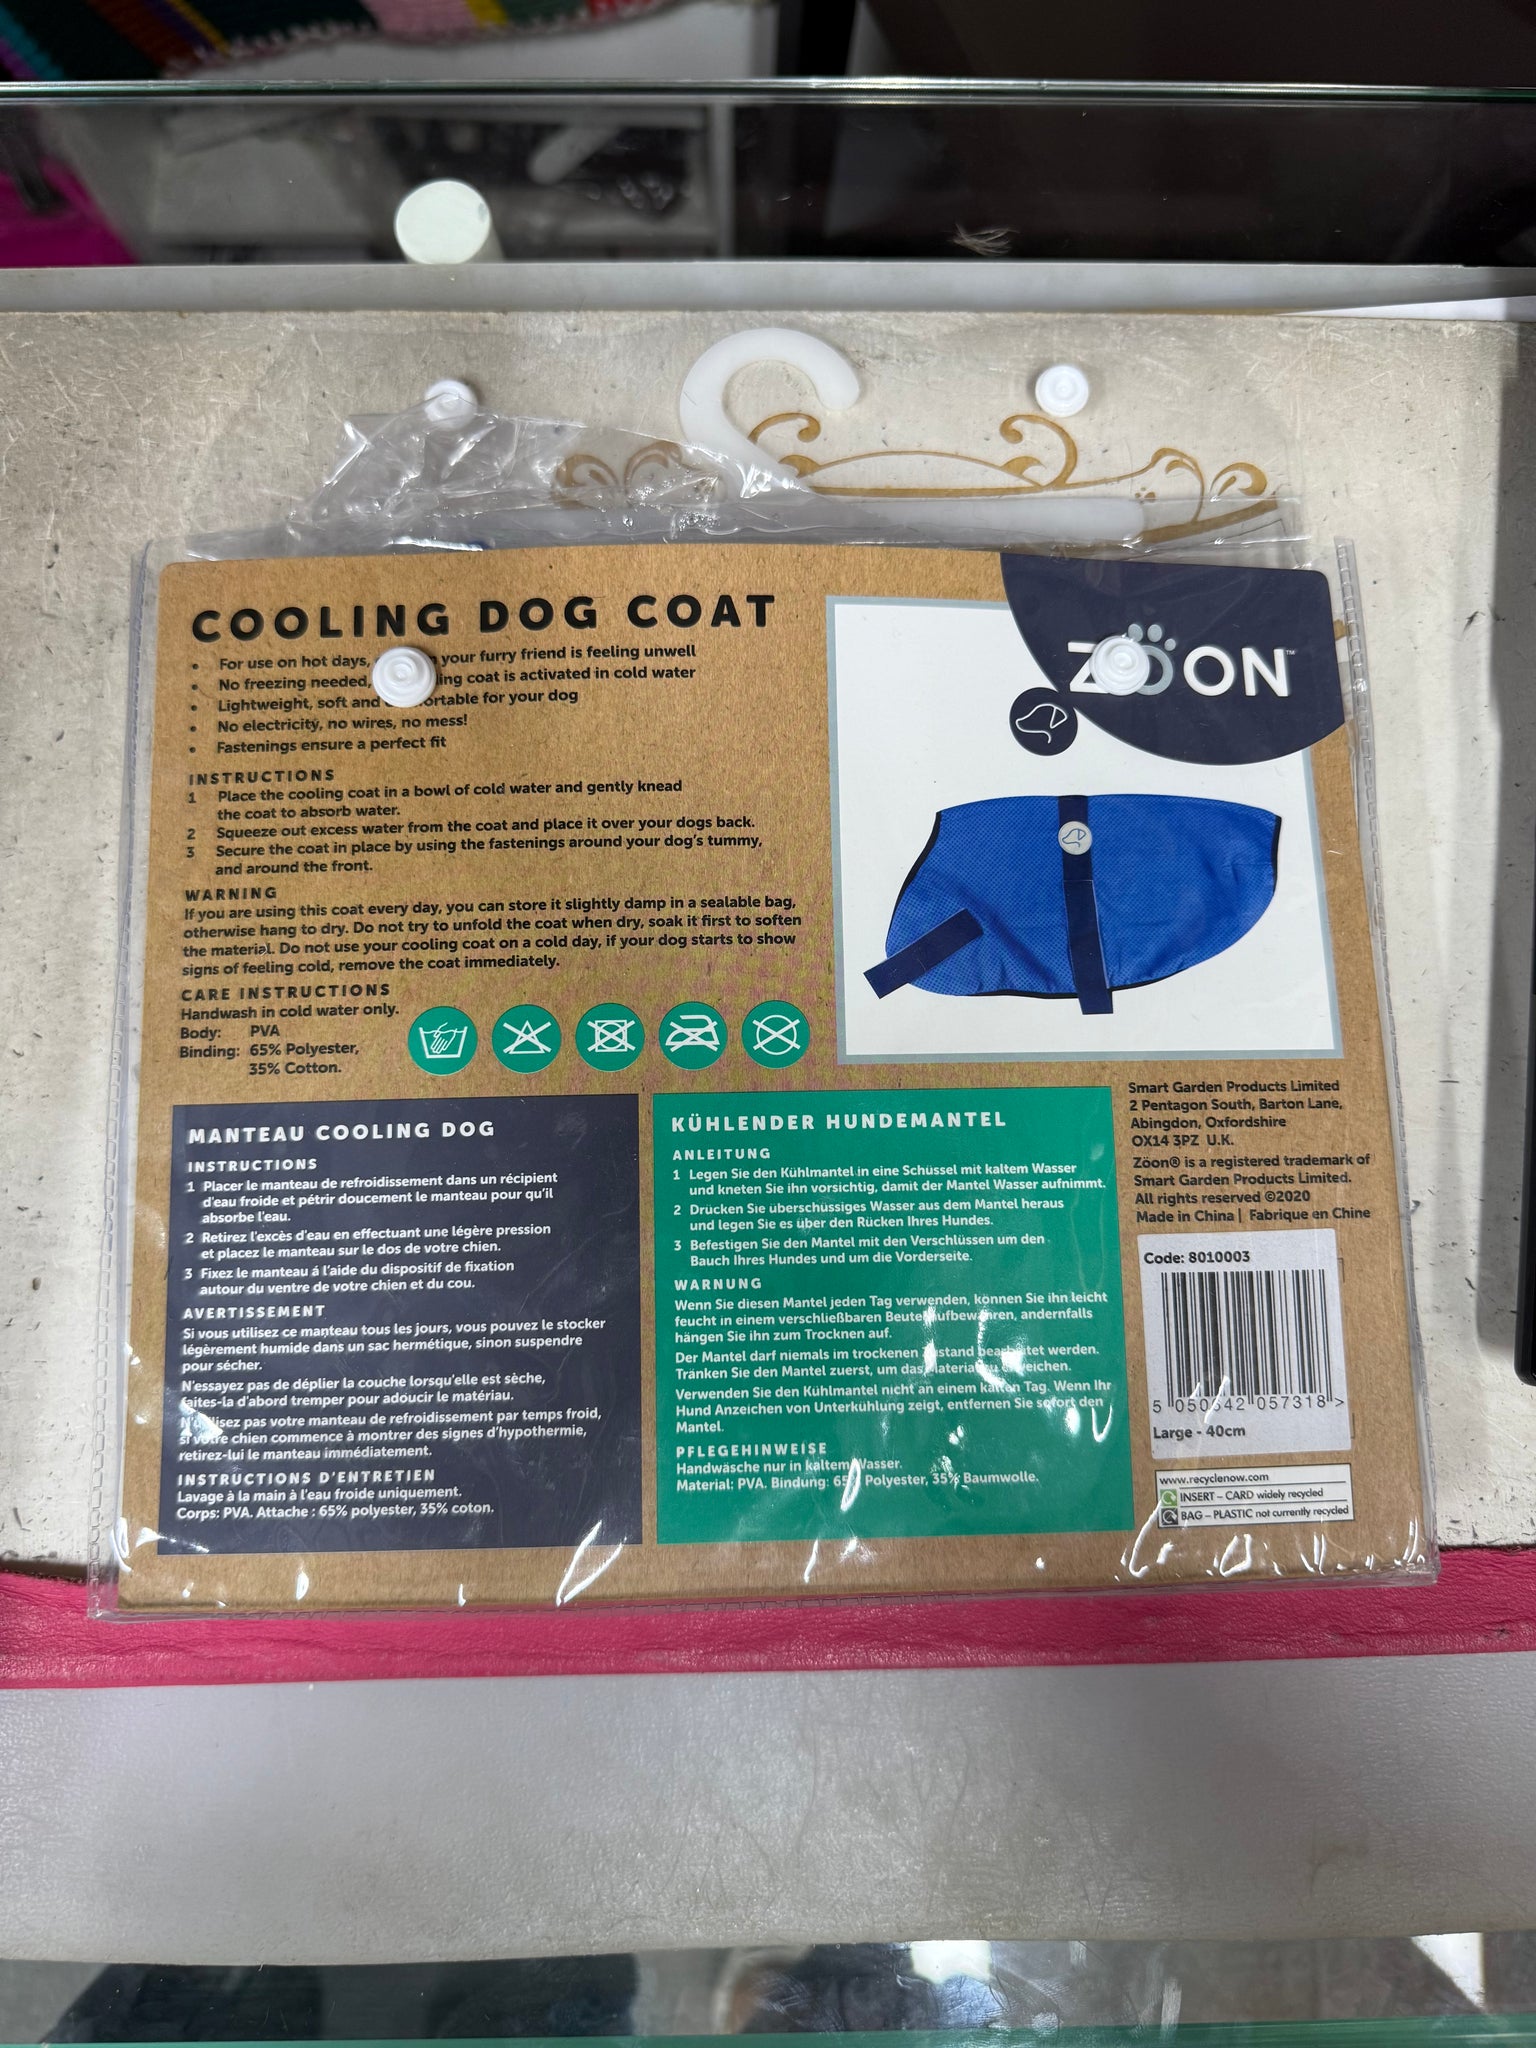 COOLING DOG COAT
• For use on hot days, your furry friend is feeling unwell
• No freezing needed, coat is activated in cold water
• Lightweight, soft and for your dog
• No electricity, no wires, no mess!
• Fastenings ensure a perfect fit
INSTRUCTIONS
1 Place the cooling coat in a bowl of cold water and gently knead
the coat to absorb water.
2 Squeeze out excess water from the coat and place it over your dogs back.
3 Secure the coat in place by using the fastenings around your dog's tummy,
and around the front.
WARNING
If you are using this coat every day, you can store it slightly damp in a sealable bag,
otherwise hang to dry. Do not try to unfold the coat when dry, soak it first to soften
the material. Do not use your cooling coat on a cold day, if your dog starts to show
signs of feeling cold, remove the coat immediately.
CARE INSTRUCTIONS
Handwash in cold water only.
Body: PVA
Binding: 65% Polyester,
35% Cotton.
ZÖON™
MANTEAU COOLING DOG
INSTRUCTIONS
1 Placer le manteau de refroidissement dans un récipient
d'eau froide et pétrir doucement le manteau pour qu'il
absorbe l'eau.
2 Retirez l'excès d'eau en effectuant une légère pression
et placez le manteau sur le dos de votre chien.
3 Fixez le manteau á l'aide du dispositif de fixation
autour du ventre de votre chien et du cou.
AVERTISSEMENT
Si vous utilisez ce manteau tous les jours, vous pouvez le stocker
légèrement humide dans un sac hermétique, sinon suspendre
pour sécher.
N'essayez pas de déplier la couche lorsqu'elle est sèche,
faites-la d'abord tremper pour adoucir le matériau.
N'utilisez pas votre manteau de refroidissement par temps froid,
si votre chien commence à montrer des signes d'hypothermie,
retirez-lui le manteau immédiatement.
INSTRUCTIONS D'ENTRETIEN
Lavage à la main à l'eau froide uniquement.
Corps: PVA. Attache : 65% polyester, 35% coton.
KÜHLENDER HUNDEMANTEL
ANLEITUNG
1 Legen Sie den Kühlmantel in eine Schüssel mit kaltem Wasser
und kneten Sie ihn vorsichtig, damit der Mantel Wasser aufnimmt.
2 Drücken Sie überschüssiges Wasser aus dem Mantel heraus
und legen Sie es über den Rücken Ihres Hundes.
3 Befestigen Sie den Mantel mit den Verschlüssen um den
Bauch Ihres Hundes und um die Vorderseite.
WARNUNG
Wenn Sie diesen Mantel jeden Tag verwenden, können Sie ihn leicht
feucht in einem verschließbaren Beutel aufbewahren, andernfalls
hängen Sie ihn zum Trocknen auf.
Der Mantel darf niemals im trockenen Zustand bearbeitet werden.
Tränken Sie den Mantel zuerst, um das Material zu erweichen.
Verwenden Sie den Kühlmantel nicht an einem kalten Tag. Wenn Ihr
Hund Anzeichen von Unterkühlung zeigt, entfernen Sie sofort den
Mantel.
PFLEGEHINWEISE
Handwäsche nur in kaltem Wasser.
Material: PVA. Bindung: 65% Polyester, 35% Baumwolle.
Smart Garden Products Limited
2 Pentagon South, Barton Lane,
Abingdon, Oxfordshire
OX14 3PZ U.K.
Zöon® is a registered trademark of
Smart Garden Products Limited.
All rights reserved ©2020
Made in China | Fabriqué en Chine
Code: 8010003
5 050642 057318 >
Large - 40cm
www.recyclenow.com
INSERT – CARD widely recycled
BAG – PLASTIC not currently recycled